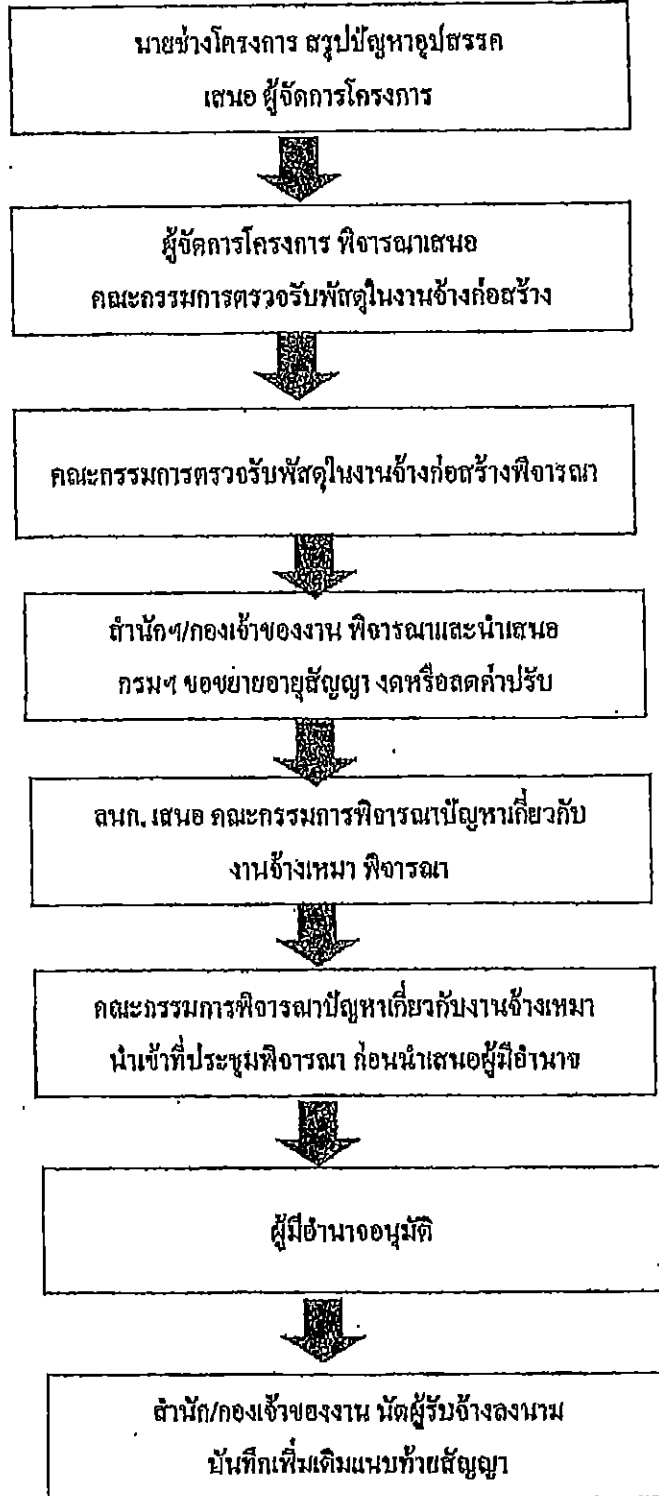 นายช่างโครงการ สรุปปัญหาอุปสรรค
เสนอ ผู้จัดการโครงการ
ผู้จัดการโครงการ พิจารณาเสนอ
คณะกรรมการตรวจรับพัสดุในงานจ้างก่อสร้าง
คณะกรรมการตรวจรับพัสดุในงานจ้างก่อสร้างพิจารณา
สำนักฯ/กองเจ้าของงาน พิจารณาและนำเสนอ
กรมฯ ขอขยายอายุสัญญา งดหรือลดค่าปรับ
ลนก. เสนอ คณะกรรมการพิจารณาปัญหาเกี่ยวกับ
งานจ้างเหมา พิจารณา
คณะกรรมการพิจารณาปัญหาเกี่ยวกับงานจ้างเหมา
นำเข้าที่ประชุมพิจารณา ก่อนนำเสนอผู้มีอำนาจ
ผู้มีอำนาจอนุมัติ
สำนัก/กองเจ้าของงาน นัดผู้รับจ้างลงนาม
บันทึกเพิ่มเติมแนบท้ายสัญญา